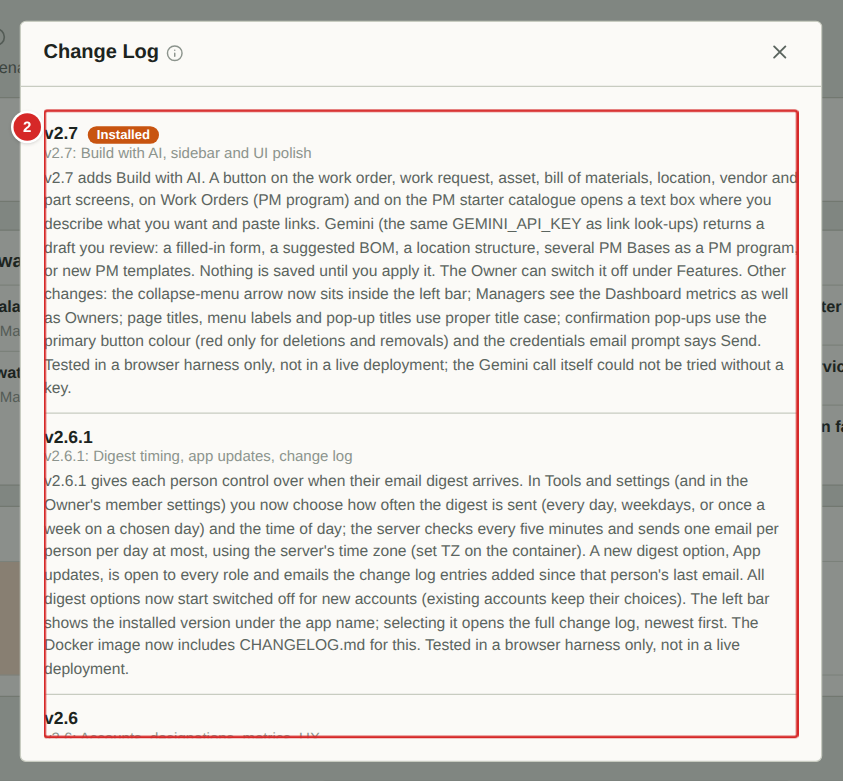 Change Log
2
v2.7 Installed
v2.7: Build with AI, sidebar and UI polish
v2.7 adds Build with AI. A button on the work order, work request, asset, bill of materials, location, vendor and
part screens, on Work Orders (PM program) and on the PM starter catalogue opens a text box where you
describe what you want and paste links. Gemini (the same GEMINI_API_KEY as link look-ups) returns a
draft you review: a filled-in form, a suggested BOM, a location structure, several PM Bases as a PM program,
or new PM templates. Nothing is saved until you apply it. The Owner can switch it off under Features. Other
changes: the collapse-menu arrow now sits inside the left bar; Managers see the Dashboard metrics as well
as Owners; page titles, menu labels and pop-up titles use proper title case; confirmation pop-ups use the
primary button colour (red only for deletions and removals) and the credentials email prompt says Send.
Tested in a browser harness only, not in a live deployment; the Gemini call itself could not be tried without a
key.
v2.6.1
v2.6.1: Digest timing, app updates, change log
v2.6.1 gives each person control over when their email digest arrives. In Tools and settings (and in the
Owner's member settings) you now choose how often the digest is sent (every day, weekdays, or once a
week on a chosen day) and the time of day; the server checks every five minutes and sends one email per
person per day at most, using the server's time zone (set TZ on the container). A new digest option, App
updates, is open to every role and emails the change log entries added since that person's last email. All
digest options now start switched off for new accounts (existing accounts keep their choices). The left bar
shows the installed version under the app name; selecting it opens the full change log, newest first. The
Docker image now includes CHANGELOG.md for this. Tested in a browser harness only, not in a live
deployment.
v2.6
v2.6: Accounts, designations, metrics, UX